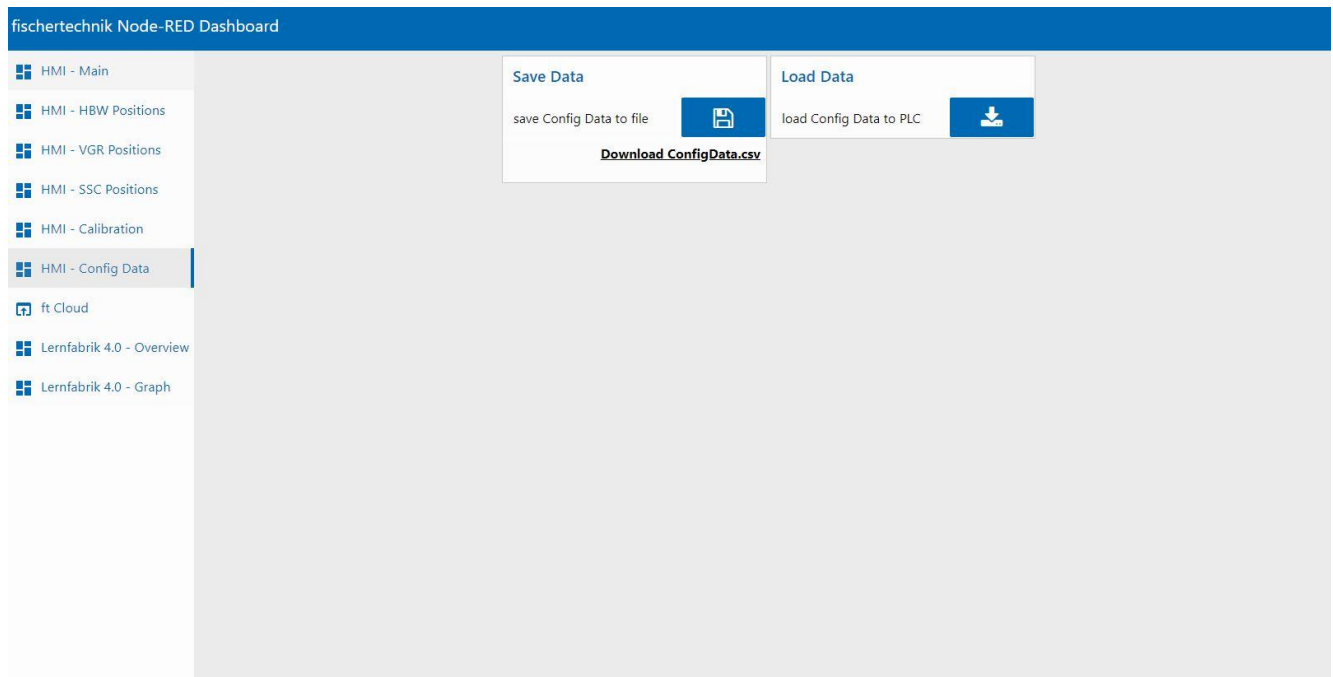 fischertechnik Node-RED Dashboard
HMI - Main
HMI - HBW Positions
HMI - VGR Positions
HMI - SSC Positions
HMI - Calibration
HMI - Config Data
ft Cloud
Lernfabrik 4.0 - Overview
Lernfabrik 4.0 - Graph
Save Data
save Config Data to file
Download ConfigData.csv
Load Data
load Config Data to PLC